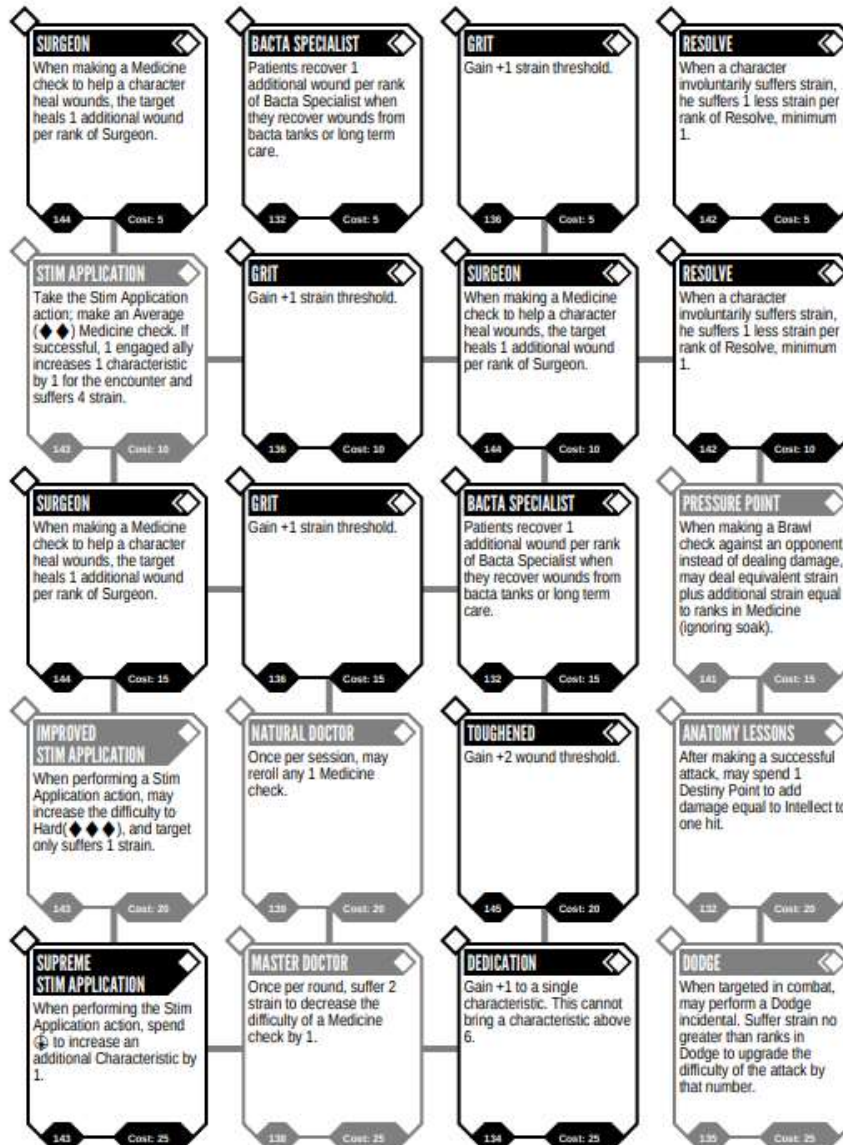 SURGEON
When making a Medicine
check to help a character
heal wounds, the target
heals 1 additional wound
per rank of Surgeon.
144
Cost: 5
BACTA SPECIALIST
Patients recover 1
additional wound per rank
of Bacta Specialist when
they recover wounds from
bacta tanks or long term
care.
132
Cost: 5
GRIT
Gain +1 strain threshold.
136
Cost: 5
RESOLVE
When a character
involuntarily suffers strain,
he suffers 1 less strain per
rank of Resolve, minimum
1.
142
Cost: 5
STIM APPLICATION
Take the Stim Application
action; make an Average
(◆◆) Medicine check. If
successful, 1 engaged ally
increases 1 characteristic
by 1 for the encounter and
suffers 4 strain.
143
Cost: 10
GRIT
Gain +1 strain threshold.
136
Cost: 10
SURGEON
When making a Medicine
check to help a character
heal wounds, the target
heals 1 additional wound
per rank of Surgeon.
144
Cost: 10
RESOLVE
When a character
involuntarily suffers strain,
he suffers 1 less strain per
rank of Resolve, minimum
1.
142
Cost: 10
SURGEON
When making a Medicine
check to help a character
heal wounds, the target
heals 1 additional wound
per rank of Surgeon.
144
Cost: 15
GRIT
Gain +1 strain threshold.
136
Cost: 15
BACTA SPECIALIST
Patients recover 1
additional wound per rank
of Bacta Specialist when
they recover wounds from
bacta tanks or long term
care.
132
Cost: 15
PRESSURE POINT
When making a Brawl
check against an opponent,
instead of dealing damage,
may deal equivalent strain
plus additional strain equal
to ranks in Medicine
(ignoring soak).
141
Cost: 15
IMPROVED
STIM APPLICATION
When performing a Stim
Application action, may
increase the difficulty to
Hard(◆◆◆), and target
only suffers 1 strain.
143
Cost: 20
NATURAL DOCTOR
Once per session, may
reroll any 1 Medicine
check.
139
Cost: 20
TOUGHENED
Gain +2 wound threshold.
145
Cost: 20
ANATOMY LESSONS
After making a successful
attack, may spend 1
Destiny Point to add
damage equal to Intellect to
one hit.
132
Cost: 20
SUPREME
STIM APPLICATION
When performing the Stim
Application action, spend
to increase an
additional Characteristic by
1.
143
Cost: 25
MASTER DOCTOR
Once per round, suffer 2
strain to decrease the
difficulty of a Medicine
check by 1.
138
Cost: 25
DEDICATION
Gain +1 to a single
characteristic. This cannot
bring a characteristic above
6.
134
Cost: 25
DODGE
When targeted in combat,
may perform a Dodge
incidental. Suffer strain no
greater than ranks in
Dodge to upgrade the
difficulty of the attack by
that number.
135
Cost: 25